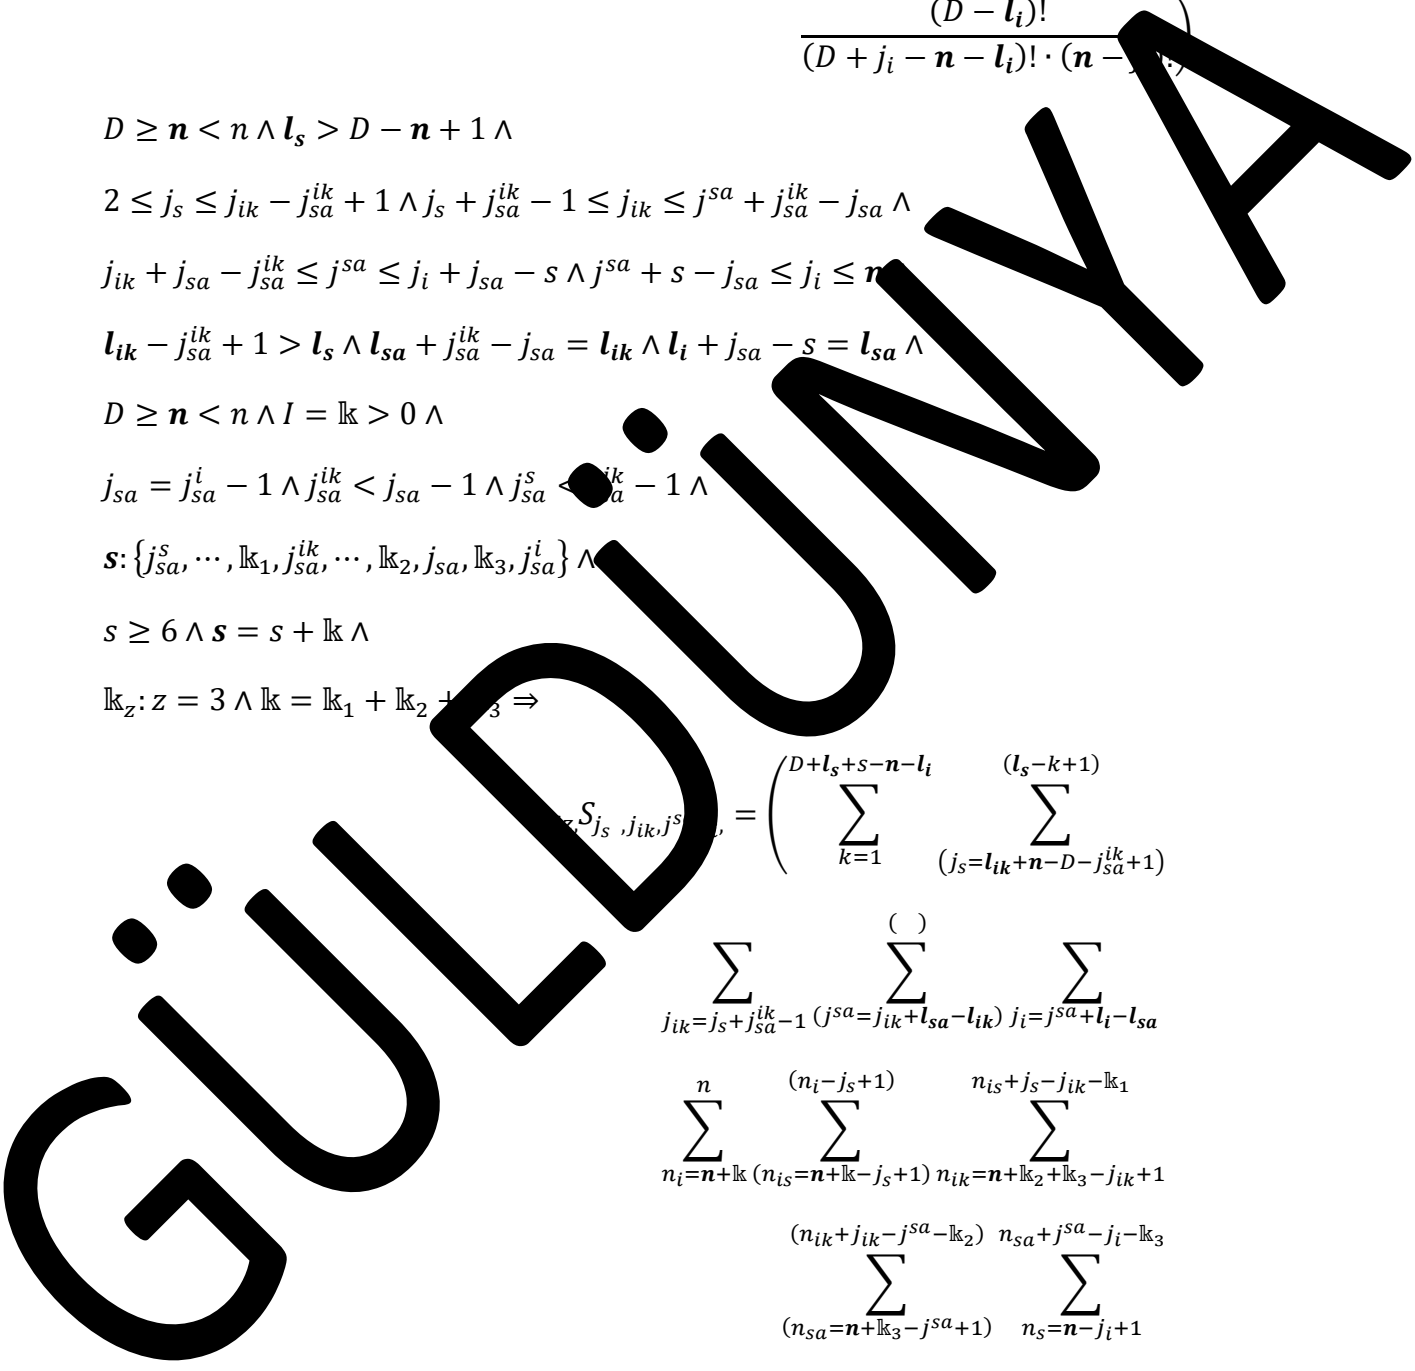 (D − l_i)!
(D + j_i − n − l_i)! · (n −
D ≥ n < n ∧ l_s > D − n + 1 ∧
2 ≤ j_s ≤ j_ik − j_sa^ik + 1 ∧ j_s + j_sa^ik − 1 ≤ j_ik ≤ j^sa + j_sa^ik − j_sa ∧
j_ik + j_sa − j_sa^ik ≤ j^sa ≤ j_i + j_sa − s ∧ j^sa + s − j_sa ≤ j_i ≤ n
l_ik − j_sa^ik + 1 > l_s ∧ l_sa + j_sa^ik − j_sa = l_ik ∧ l_i + j_sa − s = l_sa ∧
D ≥ n < n ∧ I = 𝕜 > 0 ∧
j_sa = j_sa^i − 1 ∧ j_sa^ik < j_sa − 1 ∧ j_sa^s < − 1 ∧
s: {j_sa^s, ⋯ , 𝕜_1, j_sa^ik, ⋯ , 𝕜_2, j_sa, 𝕜_3, j_sa^i} ∧
s ≥ 6 ∧ s = s + 𝕜 ∧
𝕜_z: z = 3 ∧ 𝕜 = 𝕜_1 + 𝕜_2 + _3 ⇒
D+l_s+s−n−l_i (l_s−k+1)
S_{j_s ,j_ik, = ( ∑ ∑
k=1 (j_s=l_ik+n−D−j_sa^ik+1)
( )
∑ ∑ ∑
j_ik=j_s+j_sa^ik−1 (j^sa=j_ik+l_sa−l_ik) j_i=j^sa+l_i−l_sa
n (n_i−j_s+1) n_is+j_s−j_ik−𝕜_1
∑ ∑ ∑
n_i=n+𝕜 (n_is=n+𝕜−j_s+1) n_ik=n+𝕜_2+𝕜_3−j_ik+1
(n_ik+j_ik−j^sa−𝕜_2) n_sa+j^sa−j_i−𝕜_3
∑ ∑
(n_sa=n+𝕜_3−j^sa+1) n_s=n−j_i+1
GÜLDÜNYA